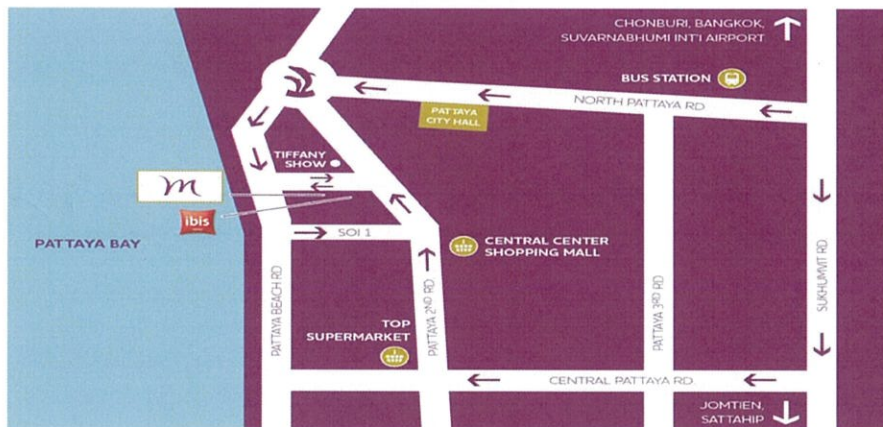 CHONBURI, BANGKOK,
SUVARNABHUMI INT'l AIRPORT
BUS STATION
NORTH PATTAYA RD
PATTAYA
CITY HALL
TIFFANY
SHOW
m
ibis
PATTAYA BAY
SOI 1
CENTRAL CENTER
SHOPPING MALL
PATTAYA BEACH RD
PATTAYA 2ND RD
PATTAYA 3RD RD
SUKHUMVIT RD
TOP
SUPERMARKET
CENTRAL PATTAYA RD.
JOMTIEN,
SATTAHIP